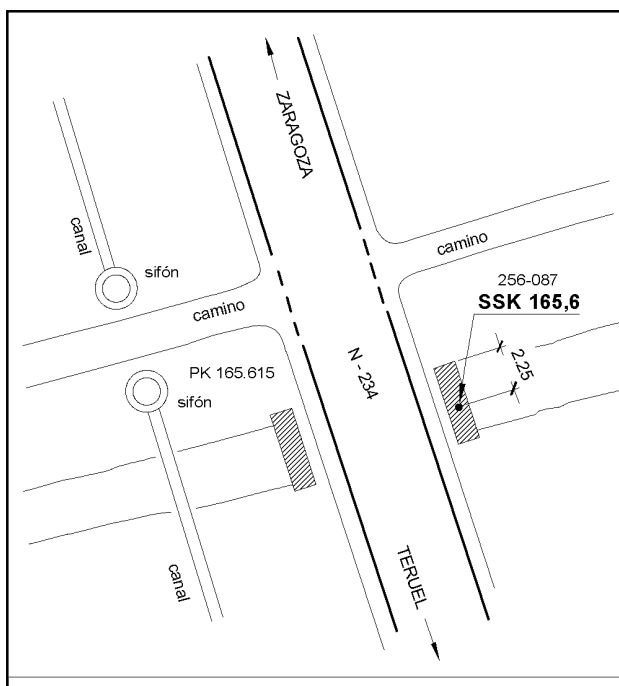 ZARAGOZA
canal
sifón
camino
camino
256-087
SSK 165,6
2.25
N - 234
PK 165.615
sifón
canal
TERUEL